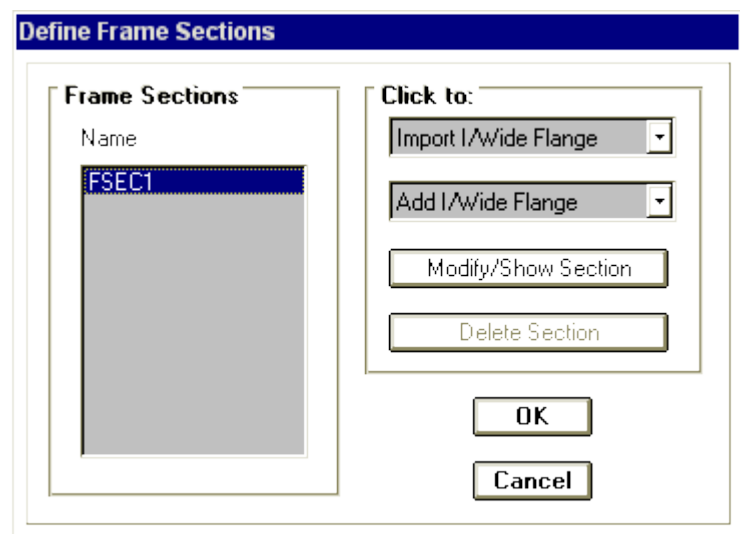 Define Frame Sections
Frame Sections
Name
FSEC1
Click to:
Import I/Wide Flange
Add I/Wide Flange
Modify/Show Section
Delete Section
OK
Cancel